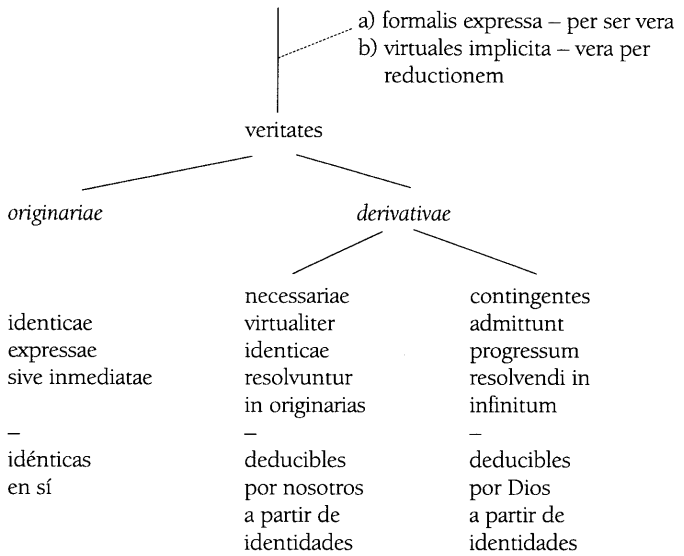 a) formalis expressa – per ser vera
b) virtuales implicita – vera per
reductionem
veritates
originariae
derivativae
identicae
expressae
sive inmediatae
–
idénticas
en sí
necessariae
virtualiter
identicae
resolvuntur
in originarias
–
deducibles
por nosotros
a partir de
identidades
contingentes
admittunt
progressum
resolvendi in
infinitum
–
deducibles
por Dios
a partir de
identidades